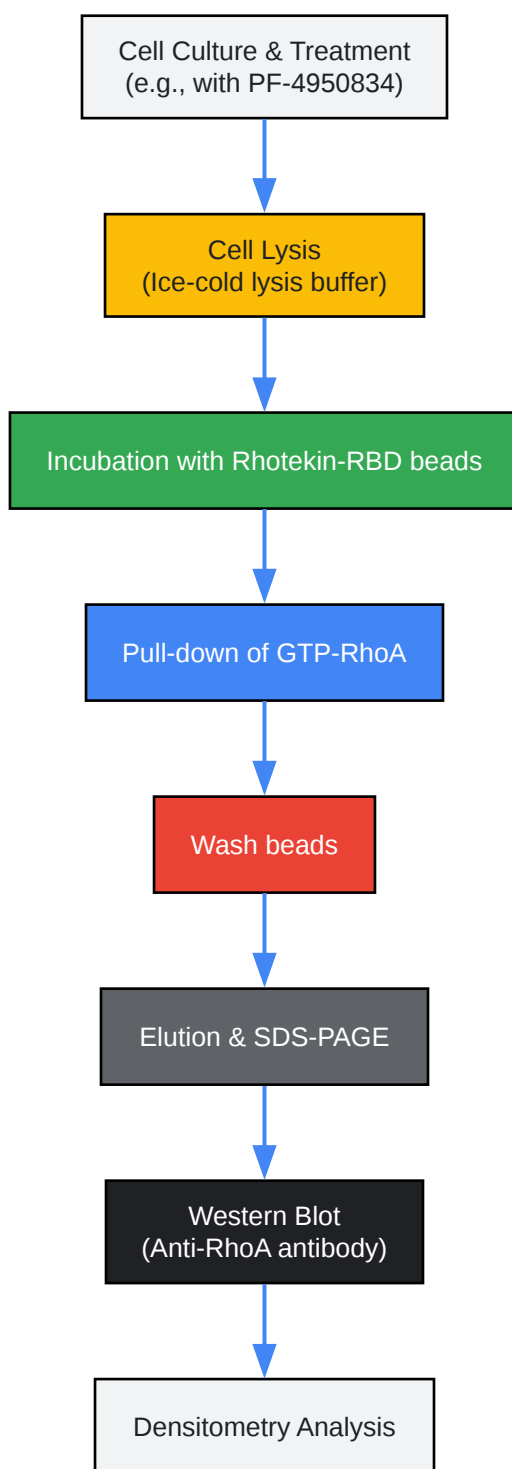 Cell Culture & Treatment
(e.g., with PF-4950834)
Cell Lysis
(Ice-cold lysis buffer)
Incubation with Rhotekin-RBD beads
Pull-down of GTP-RhoA
Wash beads
Elution & SDS-PAGE
Western Blot
(Anti-RhoA antibody)
Densitometry Analysis